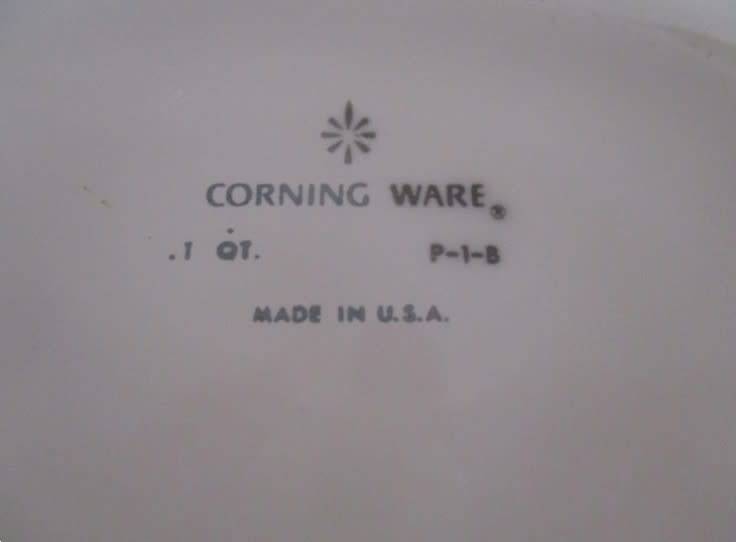 CORNING WARE®
.1 QT. P-1-B
MADE IN U.S.A.